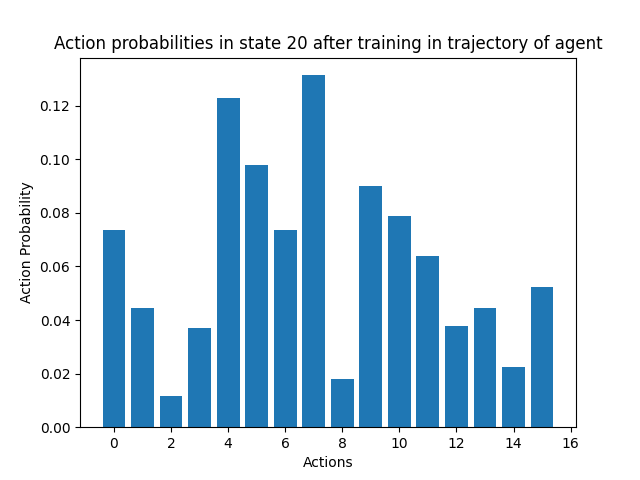 Action probabilities in state 20 after training in trajectory of agent
0.12
0.10
0.08
0.06
0.04
0.02
0.00
Action Probability
0 2 4 6 8 10 12 14 16
Actions